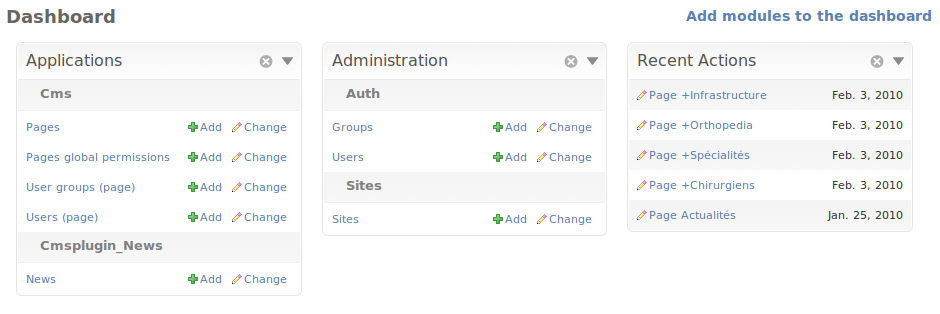 Dashboard
Add modules to the dashboard
Applications
Cms
Pages Add Change
Pages global permissions Add Change
User groups (page) Add Change
Users (page) Add Change
Cmsplugin_News
News Add Change
Administration
Auth
Groups Add Change
Users Add Change
Sites
Sites Add Change
Recent Actions
Page +Infrastructure Feb. 3, 2010
Page +Orthopedia Feb. 3, 2010
Page +Spécialités Feb. 3, 2010
Page +Chirurgiens Feb. 3, 2010
Page Actualités Jan. 25, 2010